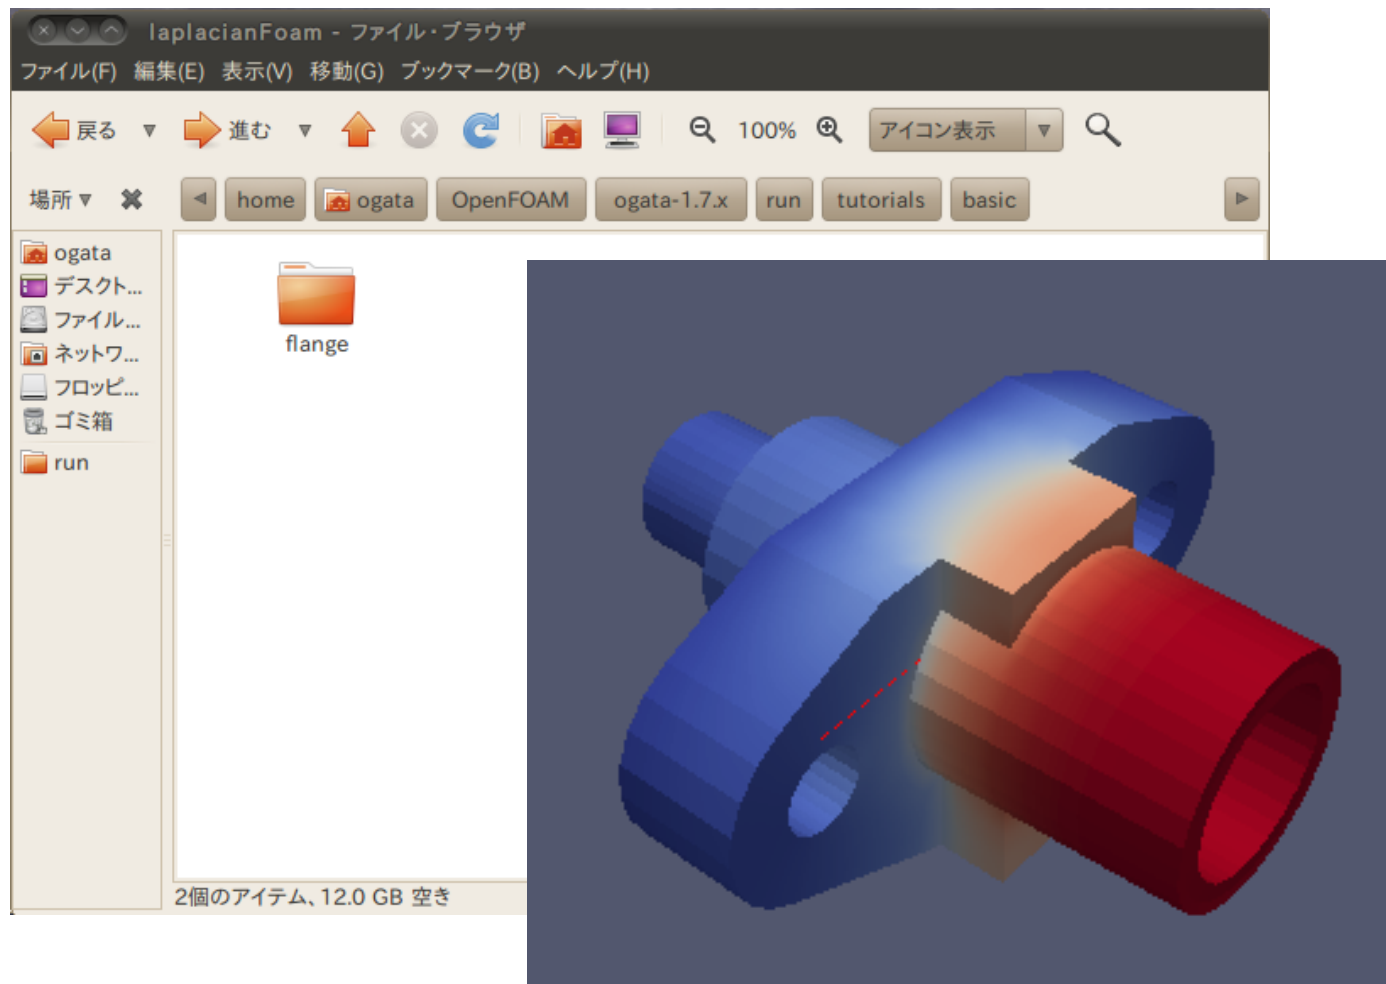 laplacianFoam - ファイル・ブラウザ
ファイル(F) 編集(E) 表示(V) 移動(G) ブックマーク(B) ヘルプ(H)
戻る 進む 100% アイコン表示
場所 home ogata OpenFOAM ogata-1.7.x run tutorials basic
ogata
デスクト...
ファイル...
ネットワ...
フロッピ...
ゴミ箱
run
flange
2個のアイテム、12.0 GB 空き